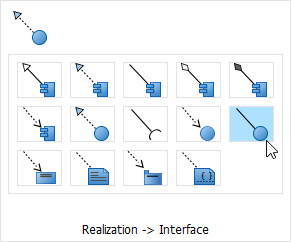 { }
Realization -> Interface